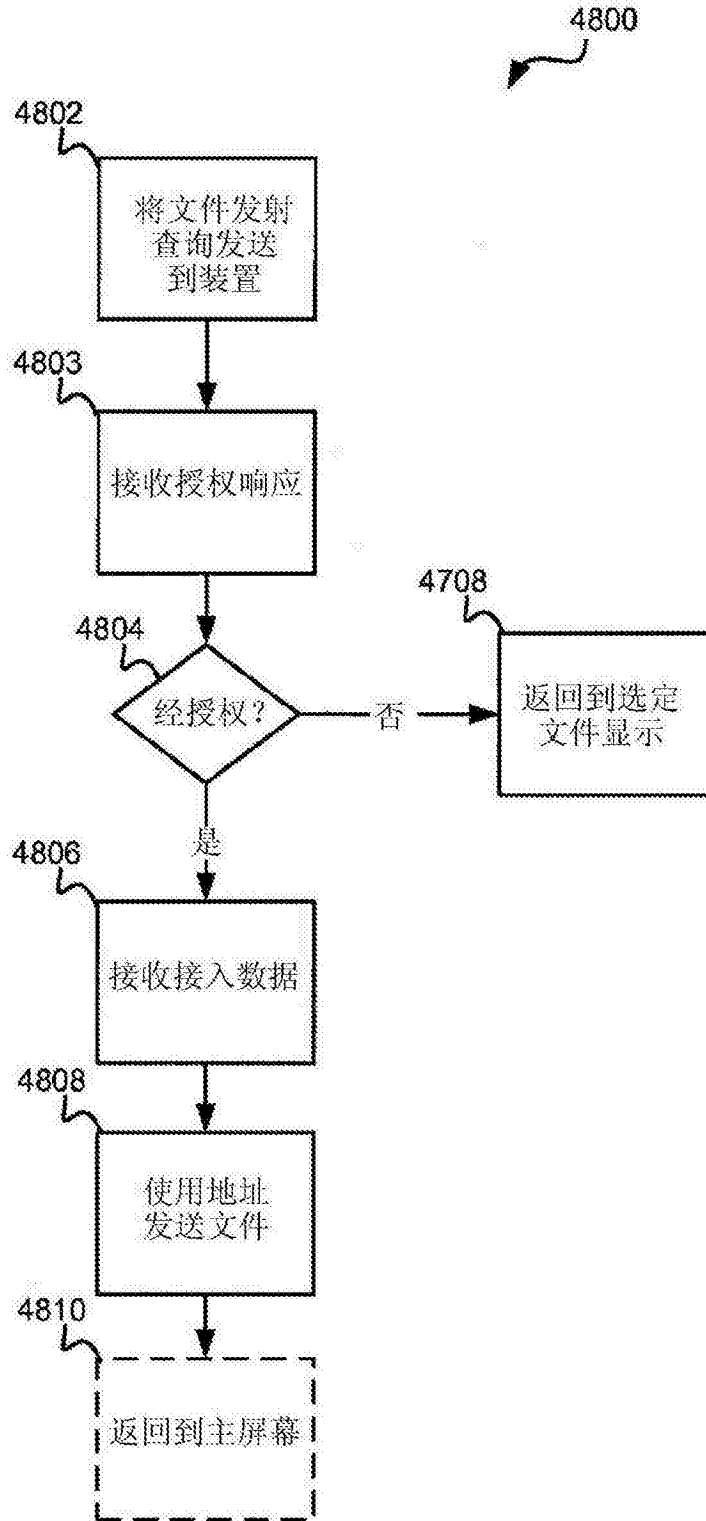 4800
4802
将文件发射
查询发送
到装置
4803
接收授权响应
4804
经授权?
否
4708
返回到选定
文件显示
是
4806
接收接入数据
4808
使用地址
发送文件
4810
返回到主屏幕